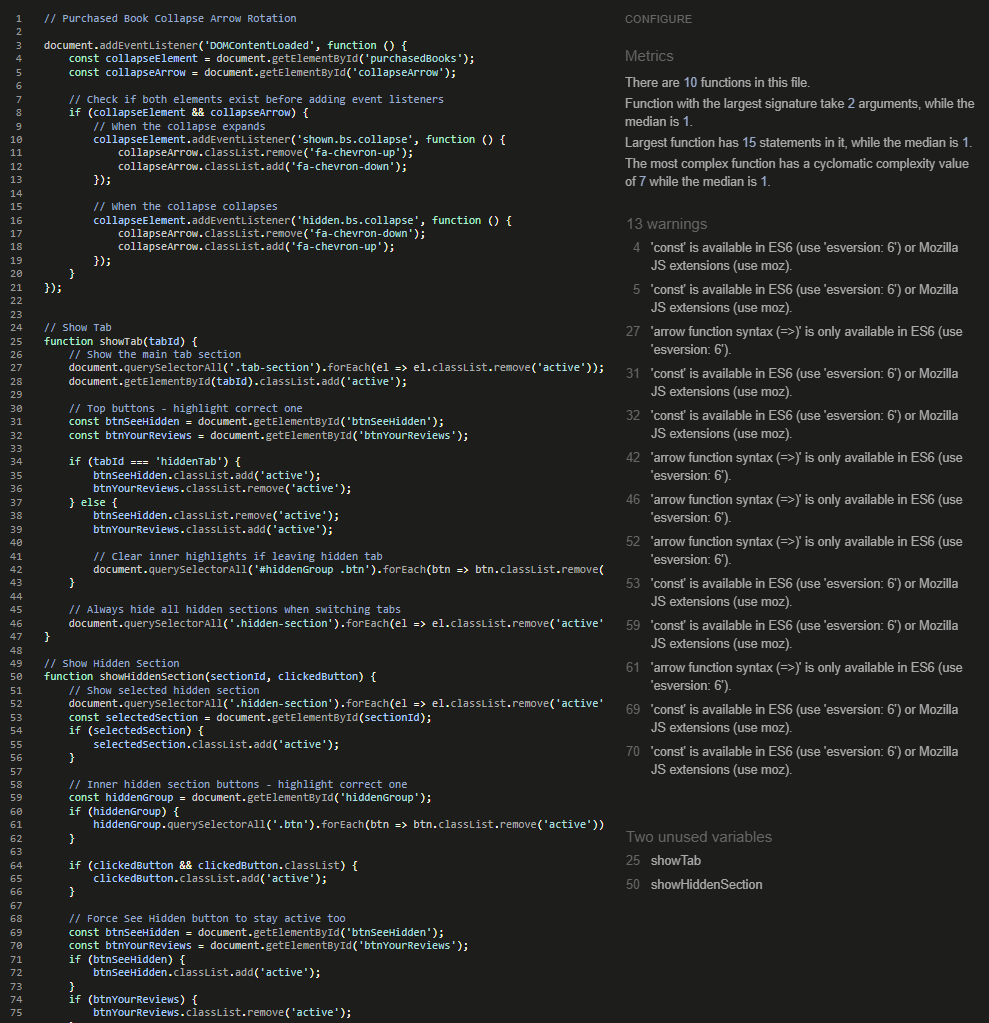 1 // Purchased Book Collapse Arrow Rotation
2
3 document.addEventListener('DOMContentLoaded', function () {
4 const collapseElement = document.getElementById('purchasedBooks');
5 const collapseArrow = document.getElementById('collapseArrow');
6
7 // Check if both elements exist before adding event listeners
8 if (collapseElement && collapseArrow) {
9 // When the collapse expands
10 collapseElement.addEventListener('shown.bs.collapse', function () {
11 collapseArrow.classList.remove('fa-chevron-up');
12 collapseArrow.classList.add('fa-chevron-down');
13 });
14
15 // When the collapse collapses
16 collapseElement.addEventListener('hidden.bs.collapse', function () {
17 collapseArrow.classList.remove('fa-chevron-down');
18 collapseArrow.classList.add('fa-chevron-up');
19 });
20 }
21 });
22
23
24 // Show Tab
25 function showTab(tabId) {
26 // Show the main tab section
27 document.querySelectorAll('.tab-section').forEach(el => el.classList.remove('active'));
28 document.getElementById(tabId).classList.add('active');
29
30 // Top buttons - highlight correct one
31 const btnSeeHidden = document.getElementById('btnSeeHidden');
32 const btnYourReviews = document.getElementById('btnYourReviews');
33
34 if (tabId === 'hiddenTab') {
35 btnSeeHidden.classList.add('active');
36 btnYourReviews.classList.remove('active');
37 } else {
38 btnSeeHidden.classList.remove('active');
39 btnYourReviews.classList.add('active');
40
41 // Clear inner highlights if leaving hidden tab
42 document.querySelectorAll('#hiddenGroup .btn').forEach(btn => btn.classList.remove(
43 }
44
45 // Always hide all hidden sections when switching tabs
46 document.querySelectorAll('.hidden-section').forEach(el => el.classList.remove('active'
47 }
48
49 // Show Hidden Section
50 function showHiddenSection(sectionId, clickedButton) {
51 // Show selected hidden section
52 document.querySelectorAll('.hidden-section').forEach(el => el.classList.remove('active'
53 const selectedSection = document.getElementById(sectionId);
54 if (selectedSection) {
55 selectedSection.classList.add('active');
56 }
57
58 // Inner hidden section buttons - highlight correct one
59 const hiddenGroup = document.getElementById('hiddenGroup');
60 if (hiddenGroup) {
61 hiddenGroup.querySelectorAll('.btn').forEach(btn => btn.classList.remove('active'))
62 }
63
64 if (clickedButton && clickedButton.classList) {
65 clickedButton.classList.add('active');
66 }
67
68 // Force See Hidden button to stay active too
69 const btnSeeHidden = document.getElementById('btnSeeHidden');
70 const btnYourReviews = document.getElementById('btnYourReviews');
71 if (btnSeeHidden) {
72 btnSeeHidden.classList.add('active');
73 }
74 if (btnYourReviews) {
75 btnYourReviews.classList.remove('active');
CONFIGURE
Metrics
There are 10 functions in this file.
Function with the largest signature take 2 arguments, while the
median is 1.
Largest function has 15 statements in it, while the median is 1.
The most complex function has a cyclomatic complexity value
of 7 while the median is 1.
13 warnings
4 'const' is available in ES6 (use 'esversion: 6') or Mozilla
JS extensions (use moz).
5 'const' is available in ES6 (use 'esversion: 6') or Mozilla
JS extensions (use moz).
27 'arrow function syntax (=>)' is only available in ES6 (use
'esversion: 6').
31 'const' is available in ES6 (use 'esversion: 6') or Mozilla
JS extensions (use moz).
32 'const' is available in ES6 (use 'esversion: 6') or Mozilla
JS extensions (use moz).
42 'arrow function syntax (=>)' is only available in ES6 (use
'esversion: 6').
46 'arrow function syntax (=>)' is only available in ES6 (use
'esversion: 6').
52 'arrow function syntax (=>)' is only available in ES6 (use
'esversion: 6').
53 'const' is available in ES6 (use 'esversion: 6') or Mozilla
JS extensions (use moz).
59 'const' is available in ES6 (use 'esversion: 6') or Mozilla
JS extensions (use moz).
61 'arrow function syntax (=>)' is only available in ES6 (use
'esversion: 6').
69 'const' is available in ES6 (use 'esversion: 6') or Mozilla
JS extensions (use moz).
70 'const' is available in ES6 (use 'esversion: 6') or Mozilla
JS extensions (use moz).
Two unused variables
25 showTab
50 showHiddenSection